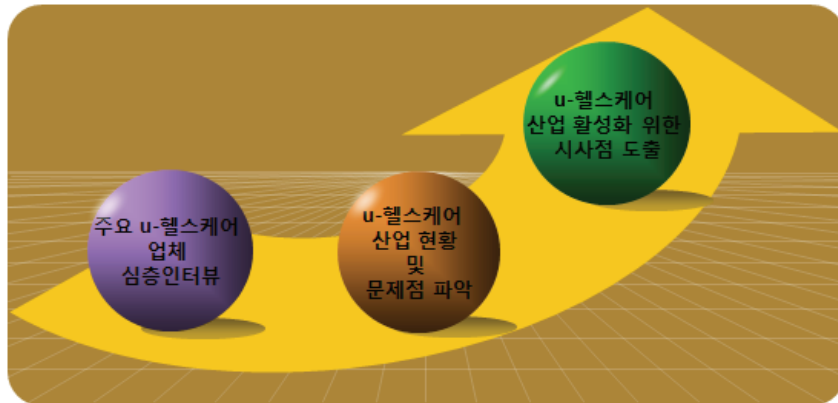 주요 u-헬스케어
업체
심층인터뷰
u-헬스케어
산업 현황
및
문제점 파악
u-헬스케어
산업 활성화 위한
시사점 도출